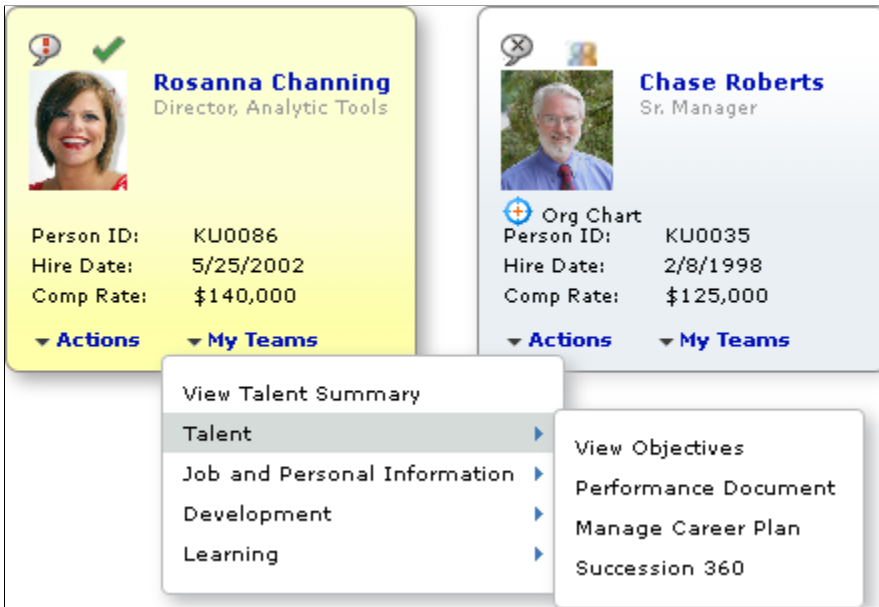 Rosanna Channing
Director, Analytic Tools
Person ID: KU0086
Hire Date: 5/25/2002
Comp Rate: $140,000
Actions My Teams
Chase Roberts
Sr. Manager
Org Chart
Person ID: KU0035
Hire Date: 2/8/1998
Comp Rate: $125,000
Actions My Teams
View Talent Summary
Talent
Job and Personal Information
Development
Learning
View Objectives
Performance Document
Manage Career Plan
Succession 360